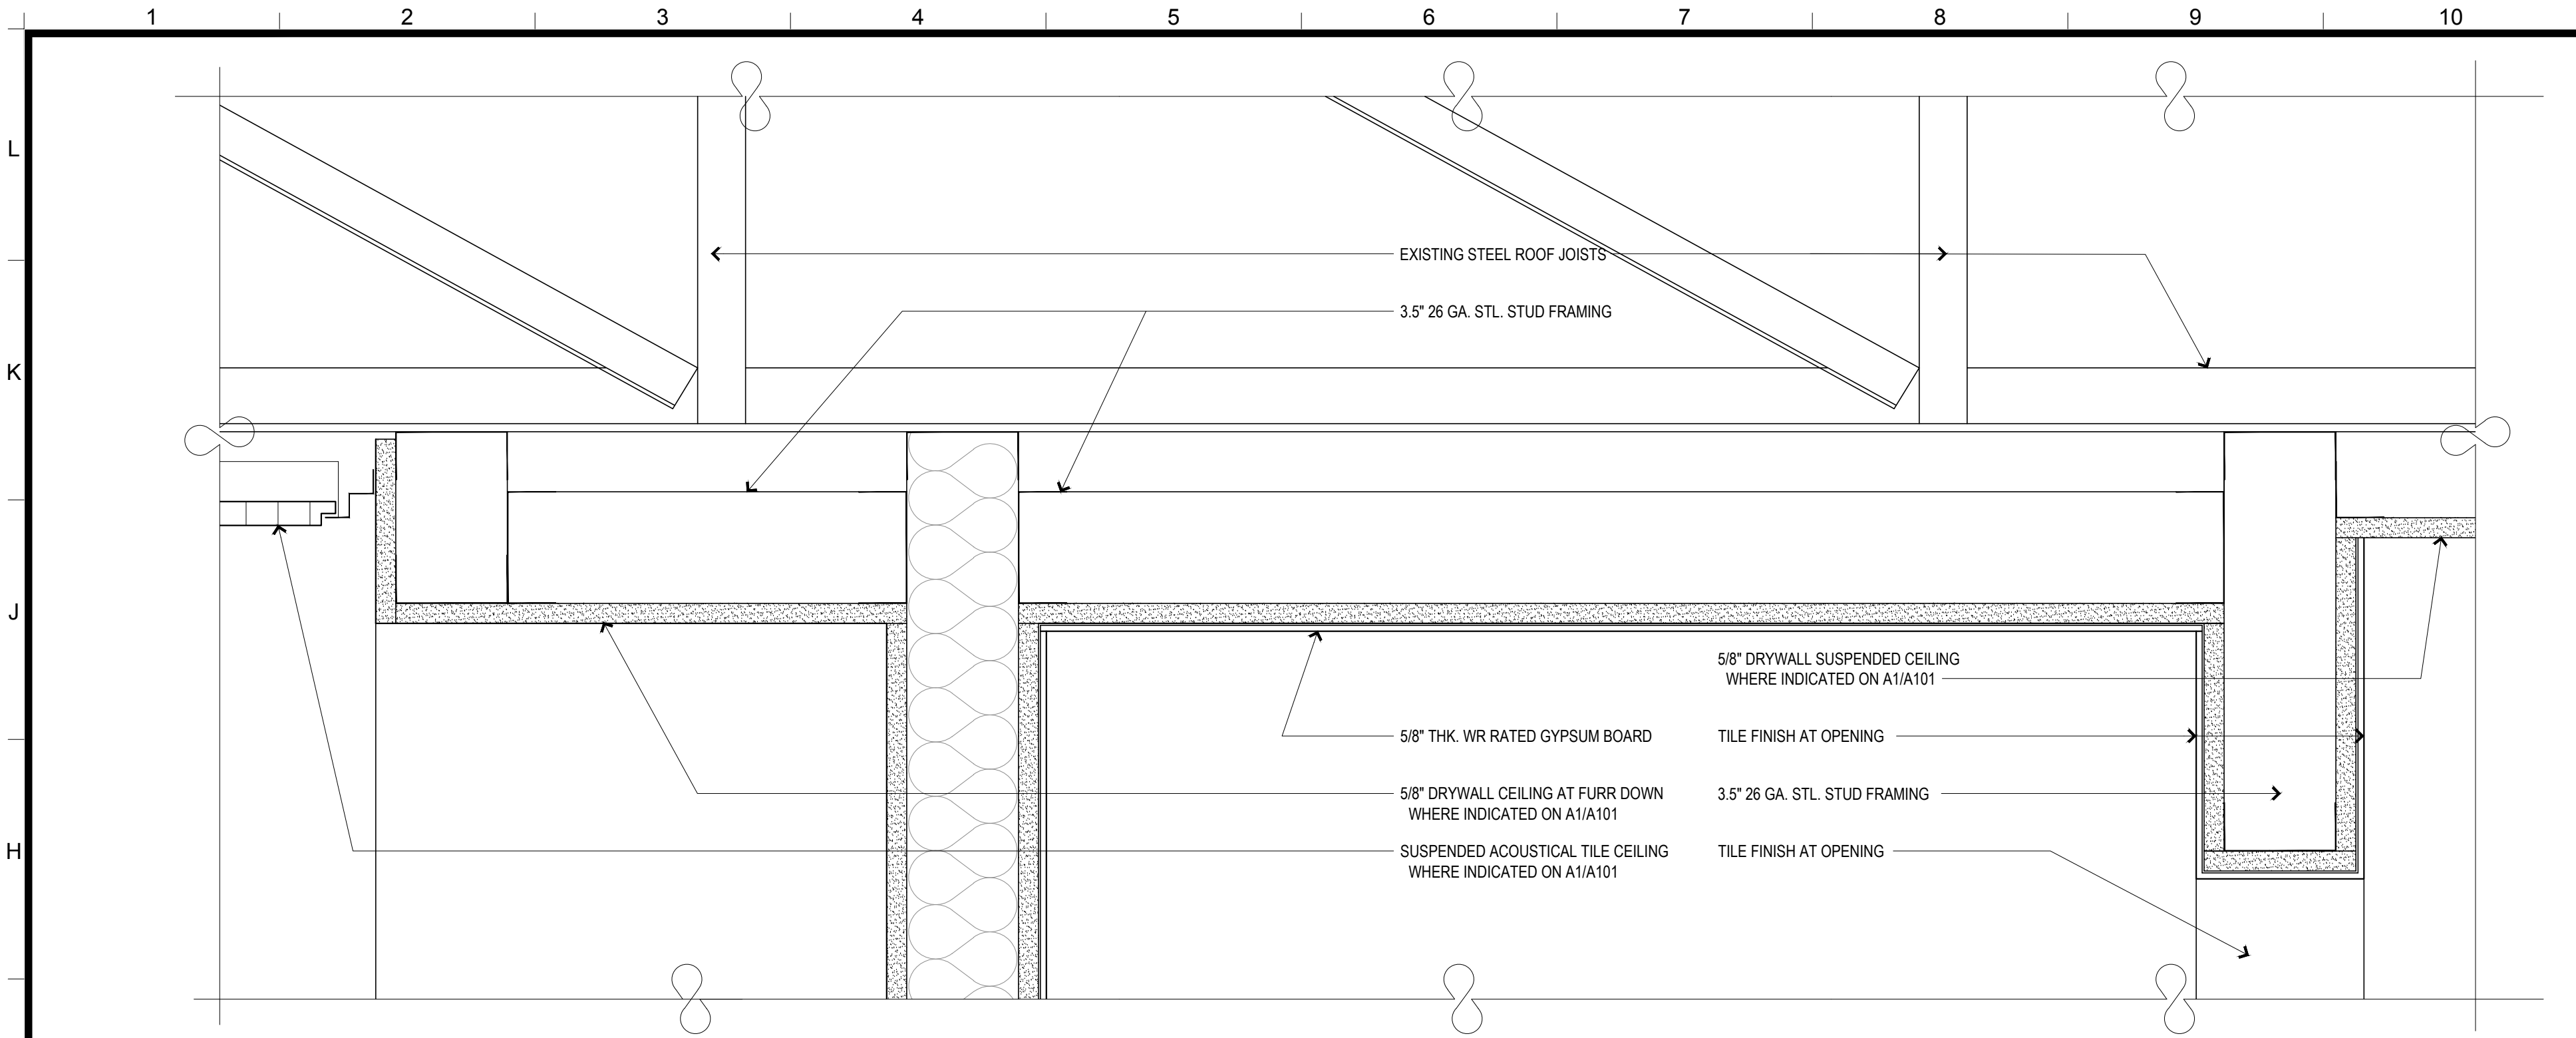 1 2 3 4 5 6 7 8 9 10
L
EXISTING STEEL ROOF JOISTS
3.5" 26 GA. STL. STUD FRAMING
K
J
5/8" DRYWALL SUSPENDED CEILING
WHERE INDICATED ON A1/A101
5/8" THK. WR RATED GYPSUM BOARD
TILE FINISH AT OPENING
5/8" DRYWALL CEILING AT FURR DOWN
WHERE INDICATED ON A1/A101
3.5" 26 GA. STL. STUD FRAMING
H
SUSPENDED ACOUSTICAL TILE CEILING
WHERE INDICATED ON A1/A101
TILE FINISH AT OPENING